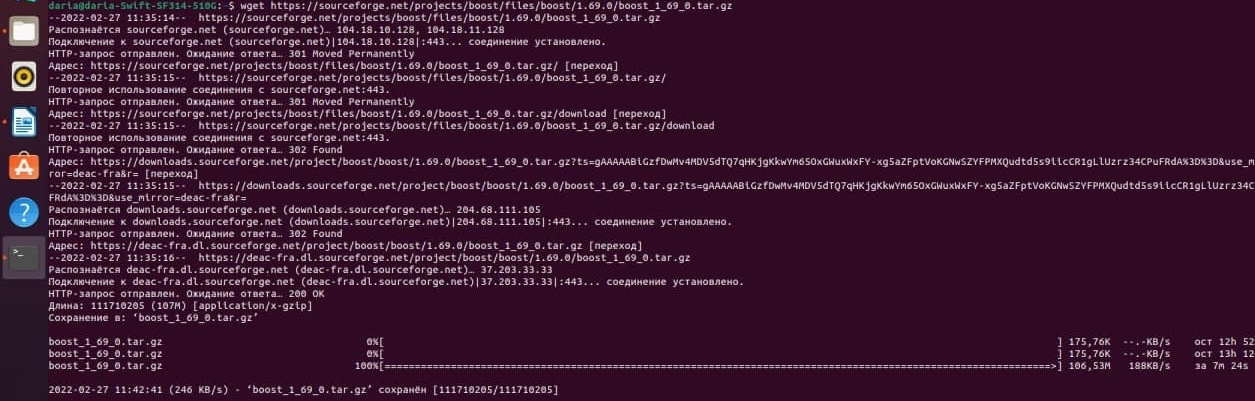 daria@daria-Swift-SF314-510G:~$ wget https://sourceforge.net/projects/boost/files/boost/1.69.0/boost_1_69_0.tar.gz
--2022-02-27 11:35:14--  https://sourceforge.net/projects/boost/files/boost/1.69.0/boost_1_69_0.tar.gz
Распознаётся sourceforge.net (sourceforge.net)… 104.18.10.128, 104.18.11.128
Подключение к sourceforge.net (sourceforge.net)|104.18.10.128|:443... соединение установлено.
HTTP-запрос отправлен. Ожидание ответа… 301 Moved Permanently
Адрес: https://sourceforge.net/projects/boost/files/boost/1.69.0/boost_1_69_0.tar.gz/ [переход]
--2022-02-27 11:35:15--  https://sourceforge.net/projects/boost/files/boost/1.69.0/boost_1_69_0.tar.gz/
Повторное использование соединения с sourceforge.net:443.
HTTP-запрос отправлен. Ожидание ответа… 301 Moved Permanently
Адрес: https://sourceforge.net/projects/boost/files/boost/1.69.0/boost_1_69_0.tar.gz/download [переход]
--2022-02-27 11:35:15--  https://sourceforge.net/projects/boost/files/boost/1.69.0/boost_1_69_0.tar.gz/download
Повторное использование соединения с sourceforge.net:443.
HTTP-запрос отправлен. Ожидание ответа… 302 Found
Адрес: https://downloads.sourceforge.net/project/boost/boost/1.69.0/boost_1_69_0.tar.gz?ts=gAAAAABiGzfDwMv4MDV5dTQ7qHKjgKkwYm65OxGWuxWxFY-xg5aZFptVoKGNwSZYFPMXQudtd5s9iicCR1gLlUzrz34CPuFRdA%3D%3D&use_m
ror=deac-fra&r= [переход]
--2022-02-27 11:35:15--  https://downloads.sourceforge.net/project/boost/boost/1.69.0/boost_1_69_0.tar.gz?ts=gAAAAABiGzfDwMv4MDV5dTQ7qHKjgKkwYm65OxGWuxWxFY-xg5aZFptVoKGNwSZYFPMXQudtd5s9iicCR1gLlUzrz34C
FRdA%3D%3D&use_mirror=deac-fra&r=
Распознаётся downloads.sourceforge.net (downloads.sourceforge.net)… 204.68.111.105
Подключение к downloads.sourceforge.net (downloads.sourceforge.net)|204.68.111.105|:443... соединение установлено.
HTTP-запрос отправлен. Ожидание ответа… 302 Found
Адрес: https://deac-fra.dl.sourceforge.net/project/boost/boost/1.69.0/boost_1_69_0.tar.gz [переход]
--2022-02-27 11:35:16--  https://deac-fra.dl.sourceforge.net/project/boost/boost/1.69.0/boost_1_69_0.tar.gz
Распознаётся deac-fra.dl.sourceforge.net (deac-fra.dl.sourceforge.net)… 37.203.33.33
Подключение к deac-fra.dl.sourceforge.net (deac-fra.dl.sourceforge.net)|37.203.33.33|:443... соединение установлено.
HTTP-запрос отправлен. Ожидание ответа… 200 OK
Длина: 111710205 (107M) [application/x-gzip]
Сохранение в: ‘boost_1_69_0.tar.gz’
boost_1_69_0.tar.gz 0%[ ] 175,76K --.-KB/s ост 12h 52
boost_1_69_0.tar.gz 0%[ ] 175,76K --.-KB/s ост 13h 12
boost_1_69_0.tar.gz 100%[===================>] 106,53M 188KB/s за 7m 24s
2022-02-27 11:42:41 (246 KB/s) - ‘boost_1_69_0.tar.gz’ сохранён [111710205/111710205]